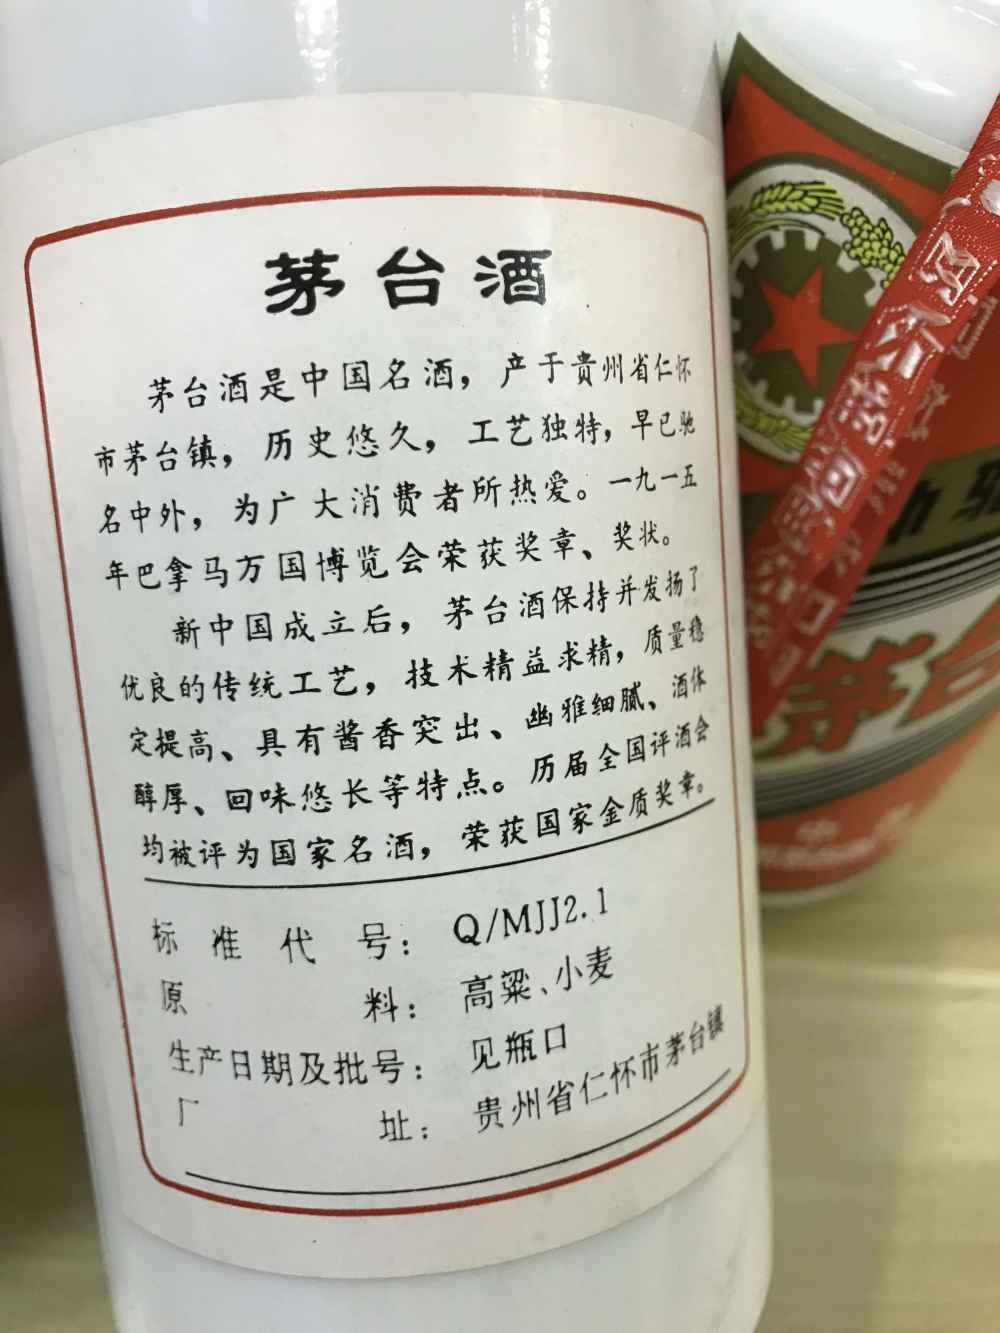 茅台酒
茅台酒是中国名酒，产于贵州省仁怀
市茅台镇，历史悠久，工艺独特，早已驰
名中外，为广大消费者所热爱。一九一五
年巴拿马万国博览会荣获奖章、奖状。
新中国成立后，茅台酒保持并发扬了
优良的传统工艺，技术精益求精，质量稳
定提高、具有酱香突出、幽雅细腻、酒体
醇厚、回味悠长等特点。历届全国评酒会
均被评为国家名酒，荣获国家金质奖章。
标准代号：Q/MJJ2.1
原料：高粱、小麦
生产日期及批号：见瓶口
厂址：贵州省仁怀市茅台镇
茅台